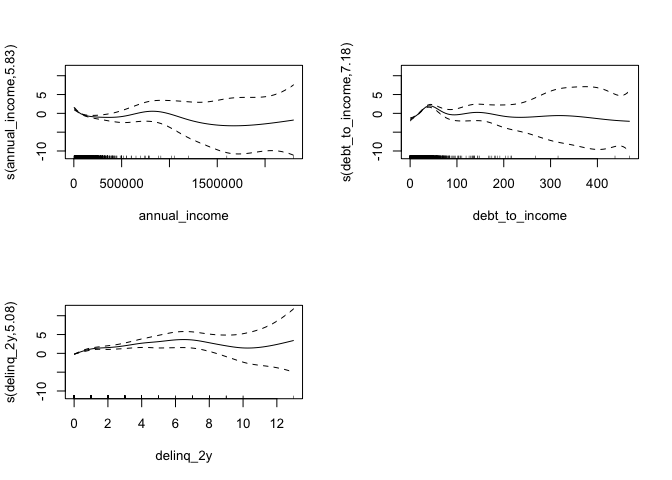 s(annual_income,5.83)
5
0
-10
0 500000 1500000
annual_income
s(debt_to_income,7.18)
5
0
-10
0 100 200 300 400
debt_to_income
s(delinq_2y,5.08)
5
0
-10
0 2 4 6 8 10 12
delinq_2y